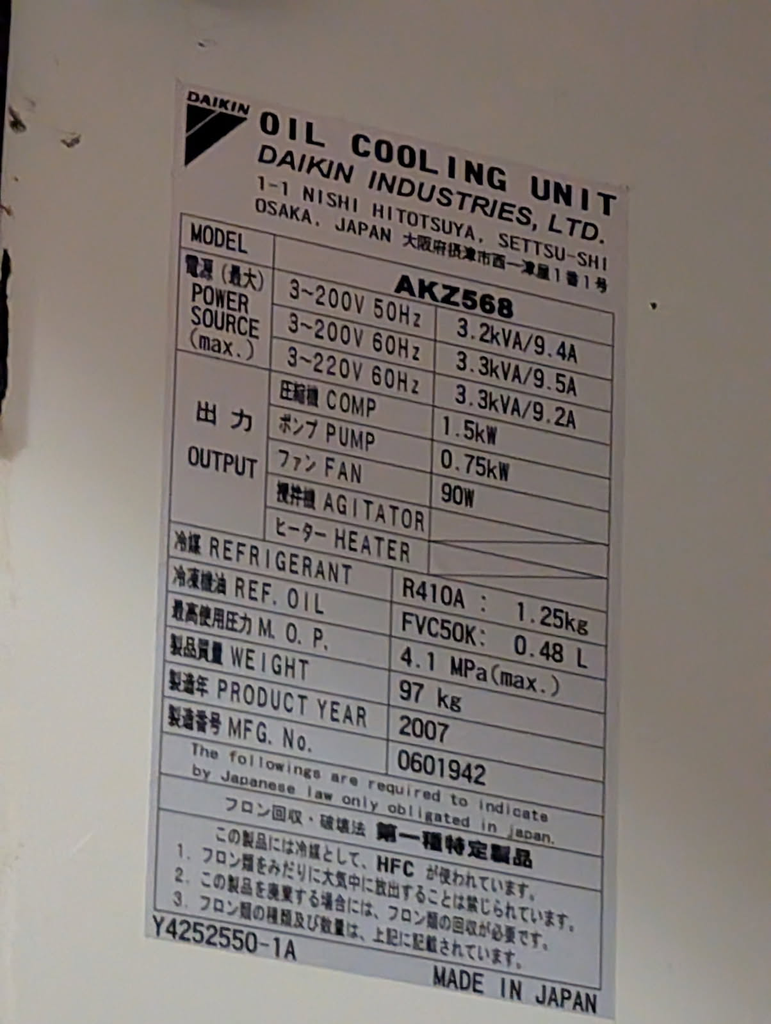 DAIKIN
OIL COOLING UNIT
DAIKIN INDUSTRIES, LTD.
1-1 NISHI HITOTSUYA, SETTSU-SHI
OSAKA, JAPAN 大阪府摂津市西一津屋1番1号
MODEL AKZ568
電源(最大) POWER SOURCE (max.)
3~200V 50Hz 3.2kVA/9.4A
3~200V 60Hz 3.3kVA/9.5A
3~220V 60Hz 3.3kVA/9.2A
出力 OUTPUT
圧縮機 COMP 1.5kW
ポンプ PUMP 0.75kW
ファン FAN 90W
攪拌機 AGITATOR
ヒーター HEATER
冷媒 REFRIGERANT R410A : 1.25kg
冷凍機油 REF. OIL FVC50K: 0.48 L
最高使用圧力 M. O. P. 4.1 MPa(max.)
製品質量 WEIGHT 97 kg
製造年 PRODUCT YEAR 2007
製造番号 MFG. No. 0601942
The followings are required to indicate
by Japanese law only obligated in japan.
フロン回収・破壊法 第一種特定製品
この製品には冷媒として、HFC が使われています。
1. フロン類をみだりに大気中に放出することは禁じられています。
2. この製品を廃棄する場合には、フロン類の回収が必要です。
3. フロン類の種類及び数量は、上記に記載されています。
Y4252550-1A
MADE IN JAPAN